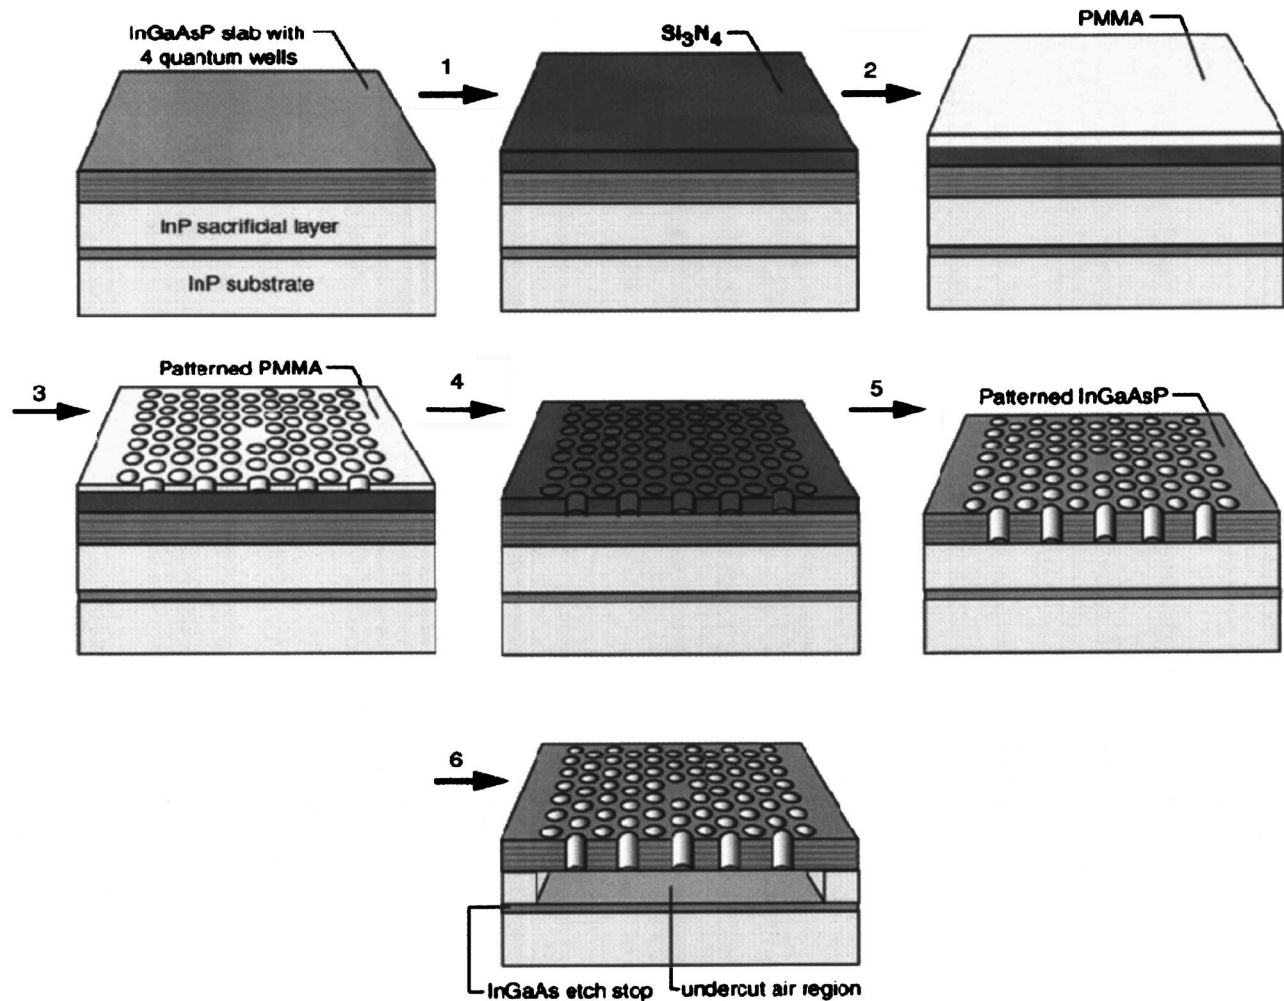 InGaAsP slab with
4 quantum wells
1
Si3N4
2
PMMA
InP sacrificial layer
InP substrate
3
Patterned PMMA
4
5
Patterned InGaAsP
6
InGaAs etch stop
undercut air region